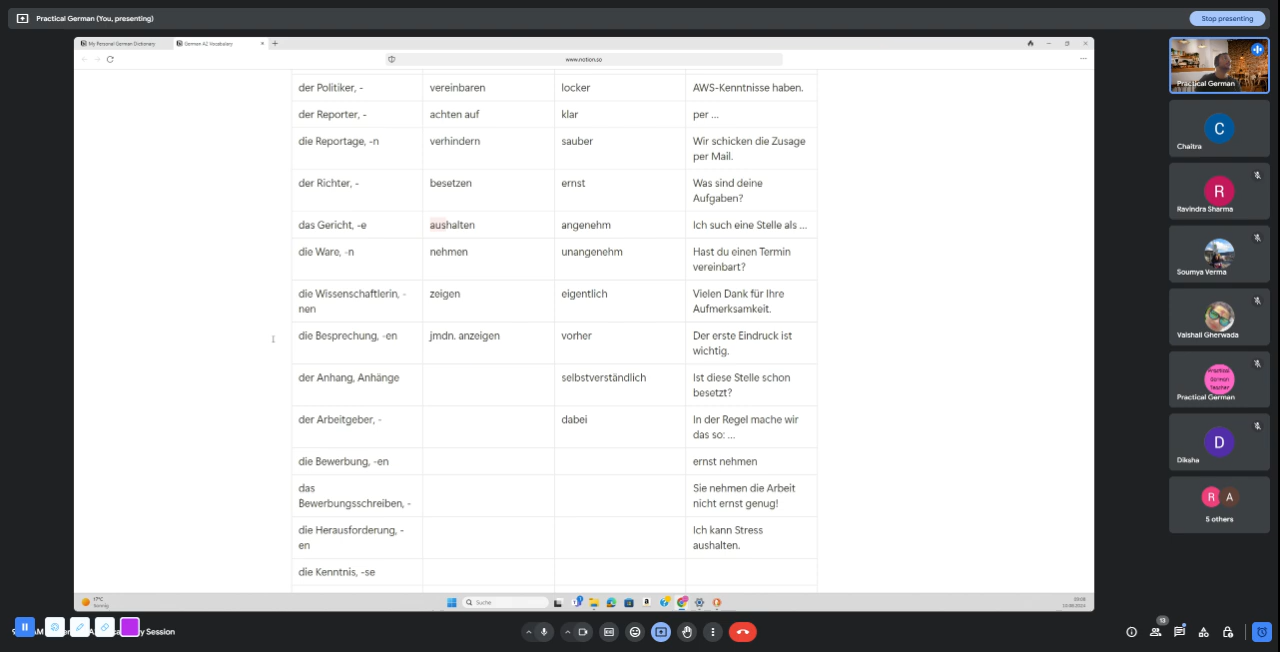 Practical German (You, presenting)
Stop presenting
My Personal German Dictionary
German A2 Vocabulary
www.notion.so
der Politiker, - vereinbaren locker AWS-Kenntnisse haben.
der Reporter, - achten auf klar per ...
die Reportage, -n verhindern sauber Wir schicken die Zusage
per Mail.
der Richter, - besetzen ernst Was sind deine
Aufgaben?
das Gericht, -e aushalten angenehm Ich such eine Stelle als ...
die Ware, -n nehmen unangenehm Hast du einen Termin
vereinbart?
die Wissenschaftlerin, - zeigen eigentlich Vielen Dank für Ihre
nen Aufmerksamkeit.
die Besprechung, -en jmdn. anzeigen vorher Der erste Eindruck ist
wichtig.
der Anhang, Anhänge selbstverständlich Ist diese Stelle schon
besetzt?
der Arbeitgeber, - dabei In der Regel mache wir
das so: ...
die Bewerbung, -en ernst nehmen
das Sie nehmen die Arbeit
Bewerbungsschreiben, - nicht ernst genug!
die Herausforderung, - Ich kann Stress
en aushalten.
die Kenntnis, -se
17°C
Sonnig
Suche
Practical German
C
Chaitra
R
Ravindra Sharma
Soumya Verma
Vaishali Gherwada
Practical
German
Teacher
Practical German
D
Diksha
R A
5 others
Session
13